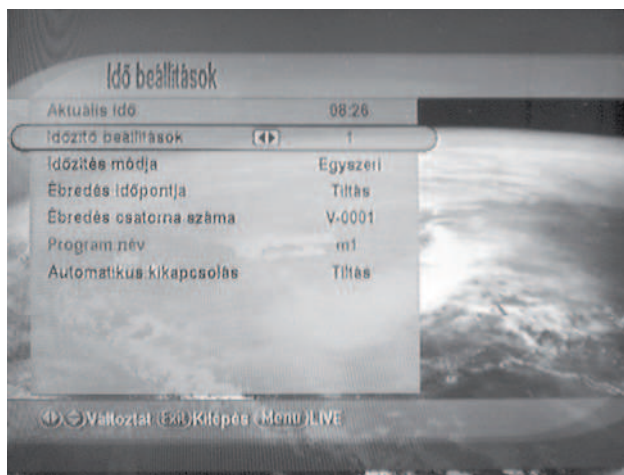 Idő beállítások
Aktuális idő 08:26
Időzítő beállítások 1
Időzítés módja Egyszeri
Ébredés időpontja Tiltás
Ébredés csatorna száma V-0001
Program név m1
Automatikus kikapcsolás Tiltás
Változtat Exit Kilépés Menu LIVE